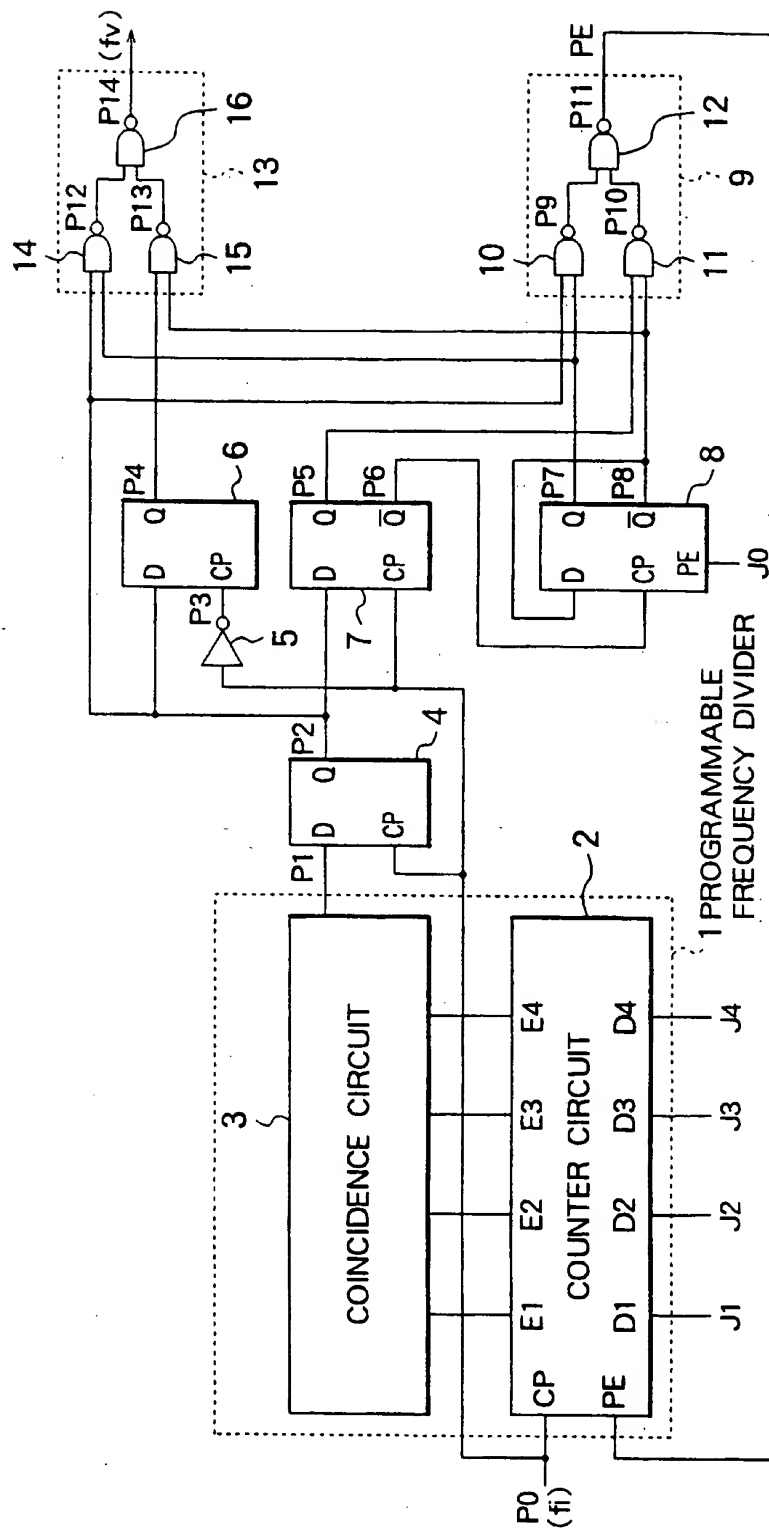 P14 (fv)
16
13
P12
P13
14
15
PE
P11
12
9
P9
P10
10
11
P4
6
D Q
CP
P3
5
P5
P6
D Q
CP Q̅
7
P7
P8
D Q
CP Q̅
PE
8
J0
P2
4
D Q
CP
P1
3
COINCIDENCE CIRCUIT
2
E1 E2 E3 E4
CP
COUNTER CIRCUIT
PE
D1 D2 D3 D4
J1 J2 J3 J4
P0
(fi)
1 PROGRAMMABLE
FREQUENCY DIVIDER